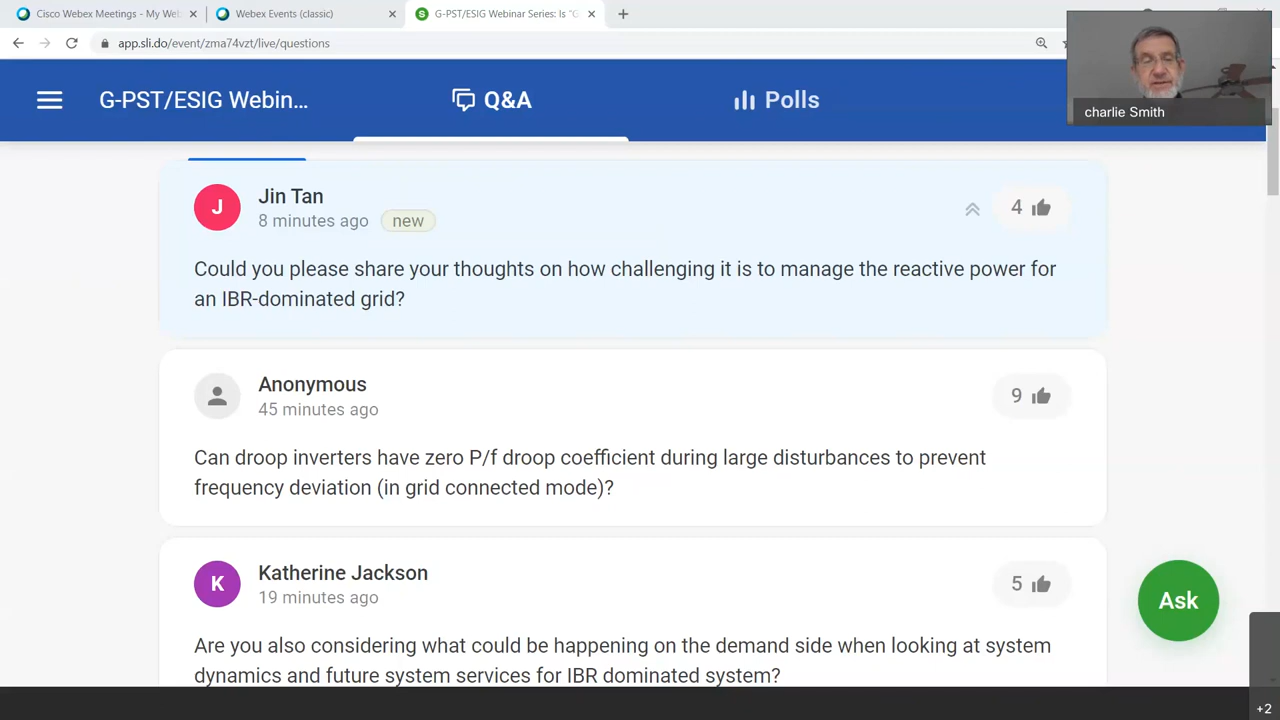 Cisco Webex Meetings - My Web
Webex Events (classic)
G-PST/ESIG Webinar Series: Is "G
app.sli.do/event/zma74vzt/live/questions
G-PST/ESIG Webin...
Q&A
Polls
charlie Smith
J
Jin Tan
8 minutes ago
new
4
Could you please share your thoughts on how challenging it is to manage the reactive power for
an IBR-dominated grid?
Anonymous
45 minutes ago
9
Can droop inverters have zero P/f droop coefficient during large disturbances to prevent
frequency deviation (in grid connected mode)?
K
Katherine Jackson
19 minutes ago
5
Are you also considering what could be happening on the demand side when looking at system
dynamics and future system services for IBR dominated system?
Ask
+2